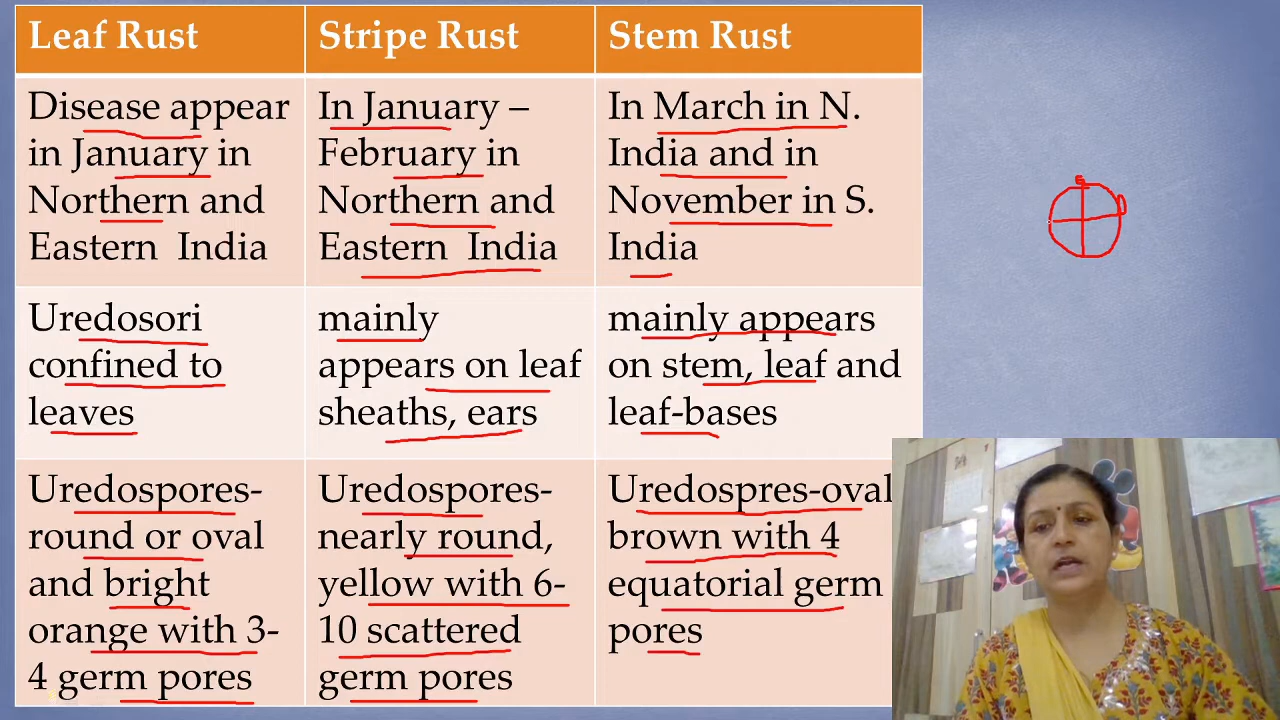 Leaf Rust
Stripe Rust
Stem Rust
Disease appear
in January in
Northern and
Eastern India
In January –
February in
Northern and
Eastern India
In March in N.
India and in
November in S.
India
Uredosori
confined to
leaves
mainly
appears on leaf
sheaths, ears
mainly appears
on stem, leaf and
leaf-bases
Uredospores-
round or oval
and bright
orange with 3-
4 germ pores
Uredospores-
nearly round,
yellow with 6-
10 scattered
germ pores
Uredospres-oval
brown with 4
equatorial germ
pores